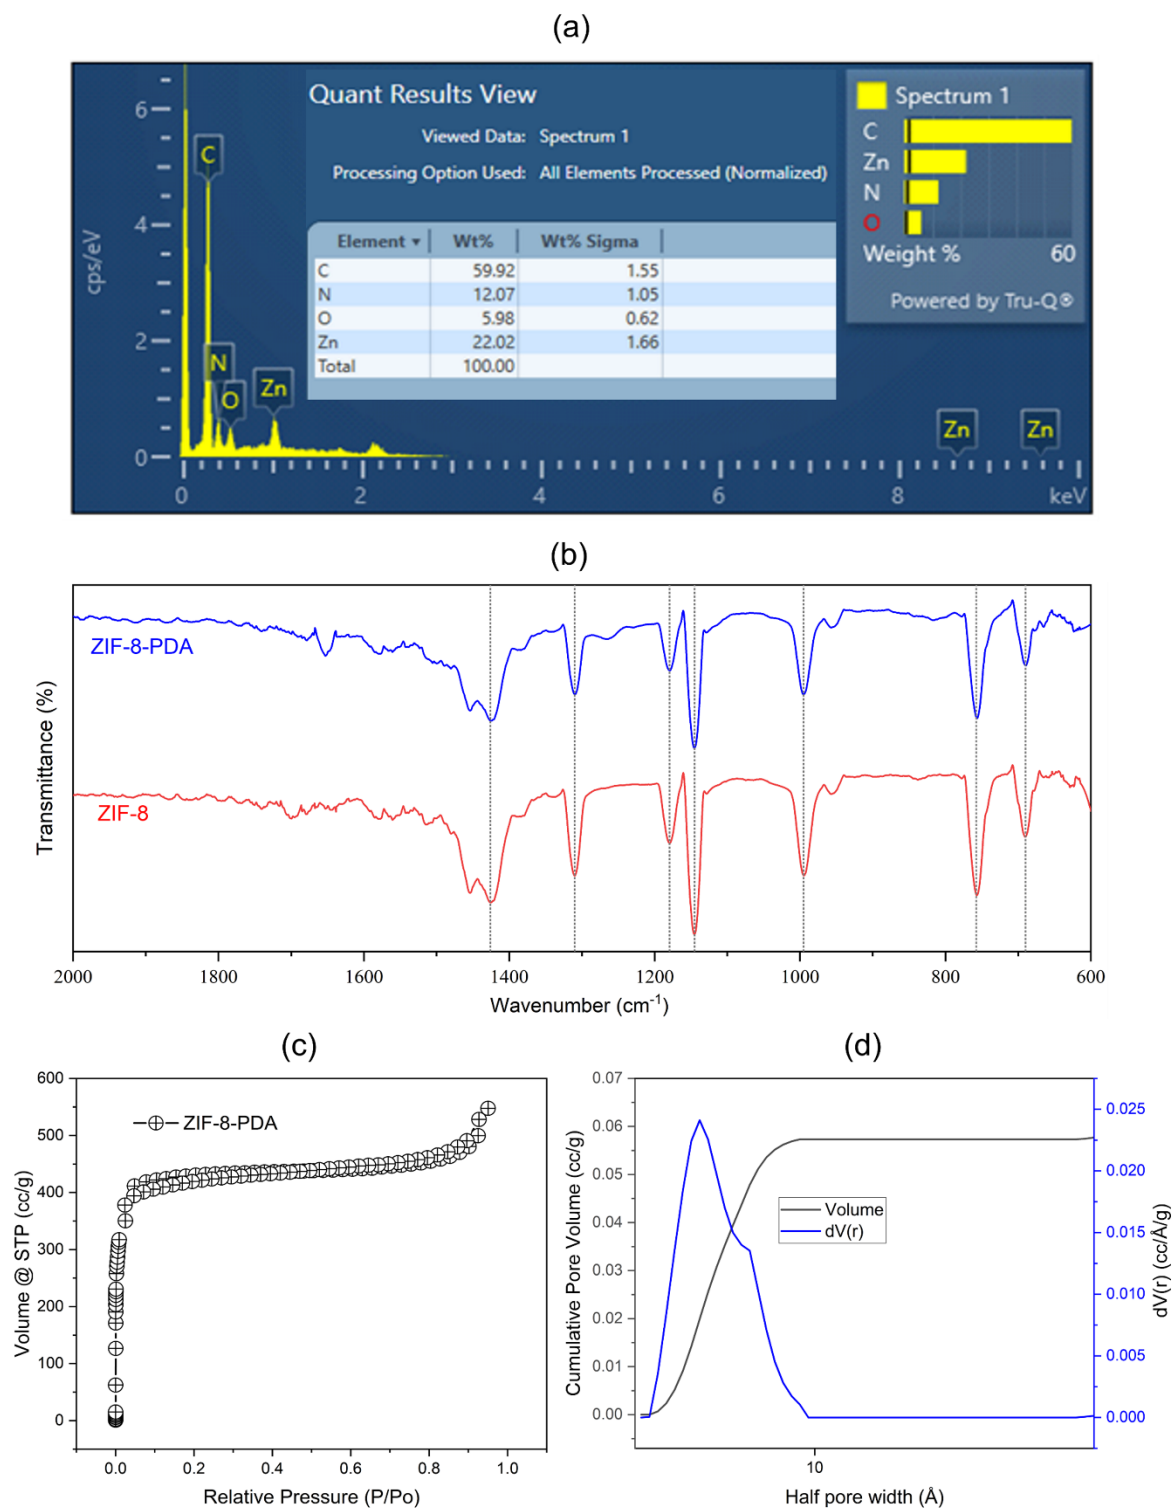 (a)
Quant Results View
Viewed Data: Spectrum 1
Processing Option Used: All Elements Processed (Normalized)
Element ▾ Wt% Wt% Sigma
C 59.92 1.55
N 12.07 1.05
O 5.98 0.62
Zn 22.02 1.66
Total 100.00
Spectrum 1
C
Zn
N
O
Weight % 60
Powered by Tru-Q®
cps/eV
6
4
2
0
C
N
O
Zn
Zn
Zn
0 2 4 6 8 keV
(b)
ZIF-8-PDA
ZIF-8
Transmittance (%)
2000 1800 1600 1400 1200 1000 800 600
Wavenumber (cm⁻¹)
(c)
600
500
400
300
200
100
0
Volume @ STP (cc/g)
ZIF-8-PDA
0.0 0.2 0.4 0.6 0.8 1.0
Relative Pressure (P/Po)
(d)
0.07
0.06
0.05
0.04
0.03
0.02
0.01
0.00
Cumulative Pore Volume (cc/g)
Volume
dV(r)
0.025
0.020
0.015
0.010
0.005
0.000
dV(r) (cc/Å/g)
10
Half pore width (Å)